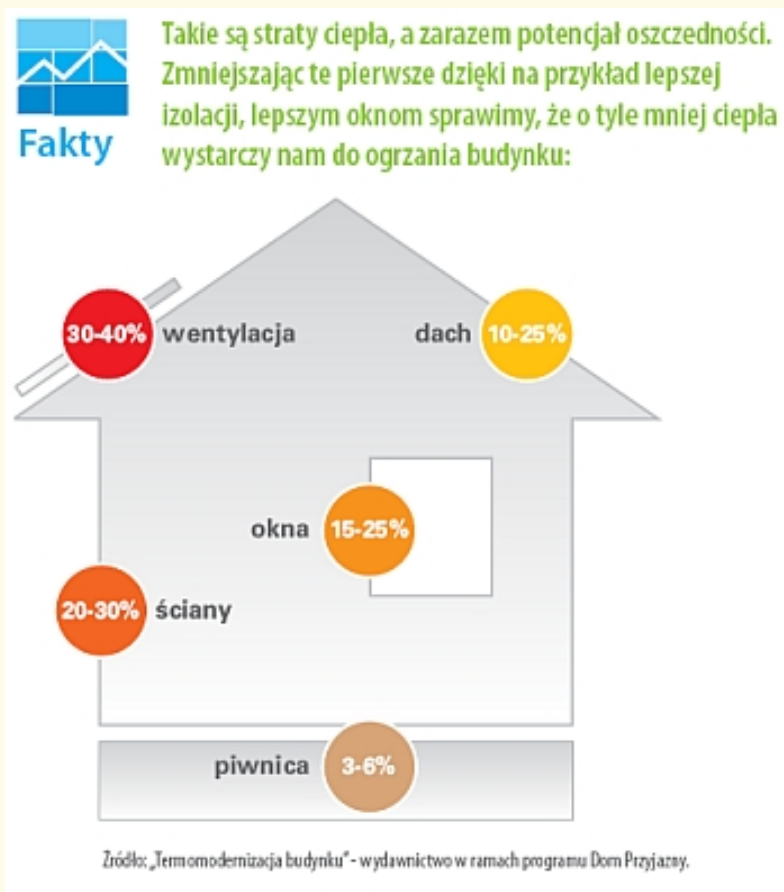 Takie są straty ciepła, a zarazem potencjał oszczedności.
Zmniejszając te pierwsze dzięki na przykład lepszej
izolacji, lepszym oknom sprawimy, że o tyle mniej ciepła
wystarczy nam do ogrzania budynku:
Fakty
30-40% wentylacja
dach 10-25%
okna 15-25%
20-30% ściany
piwnica 3-6%
Źródło: „Termomodernizacja budynku" - wydawnictwo w ramach programu Dom Przyjazny.